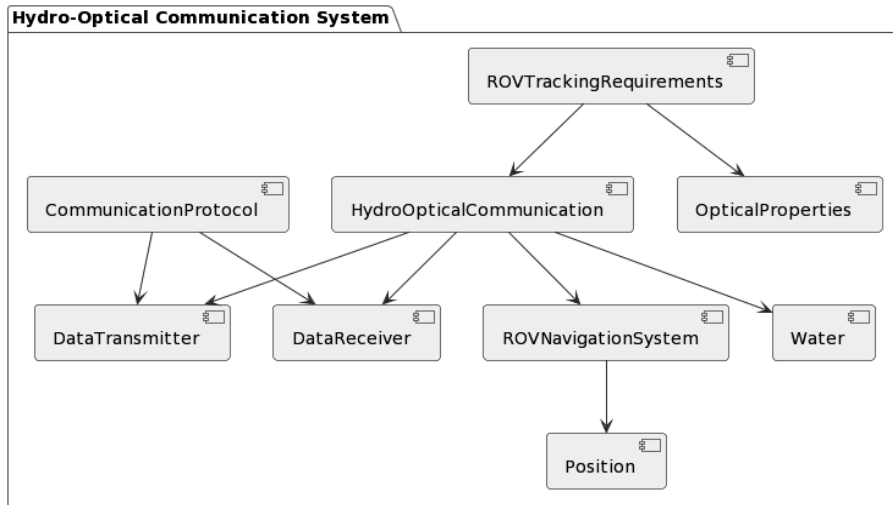 Hydro-Optical Communication System
ROVTrackingRequirements
CommunicationProtocol
HydroOpticalCommunication
OpticalProperties
DataTransmitter
DataReceiver
ROVNavigationSystem
Water
Position